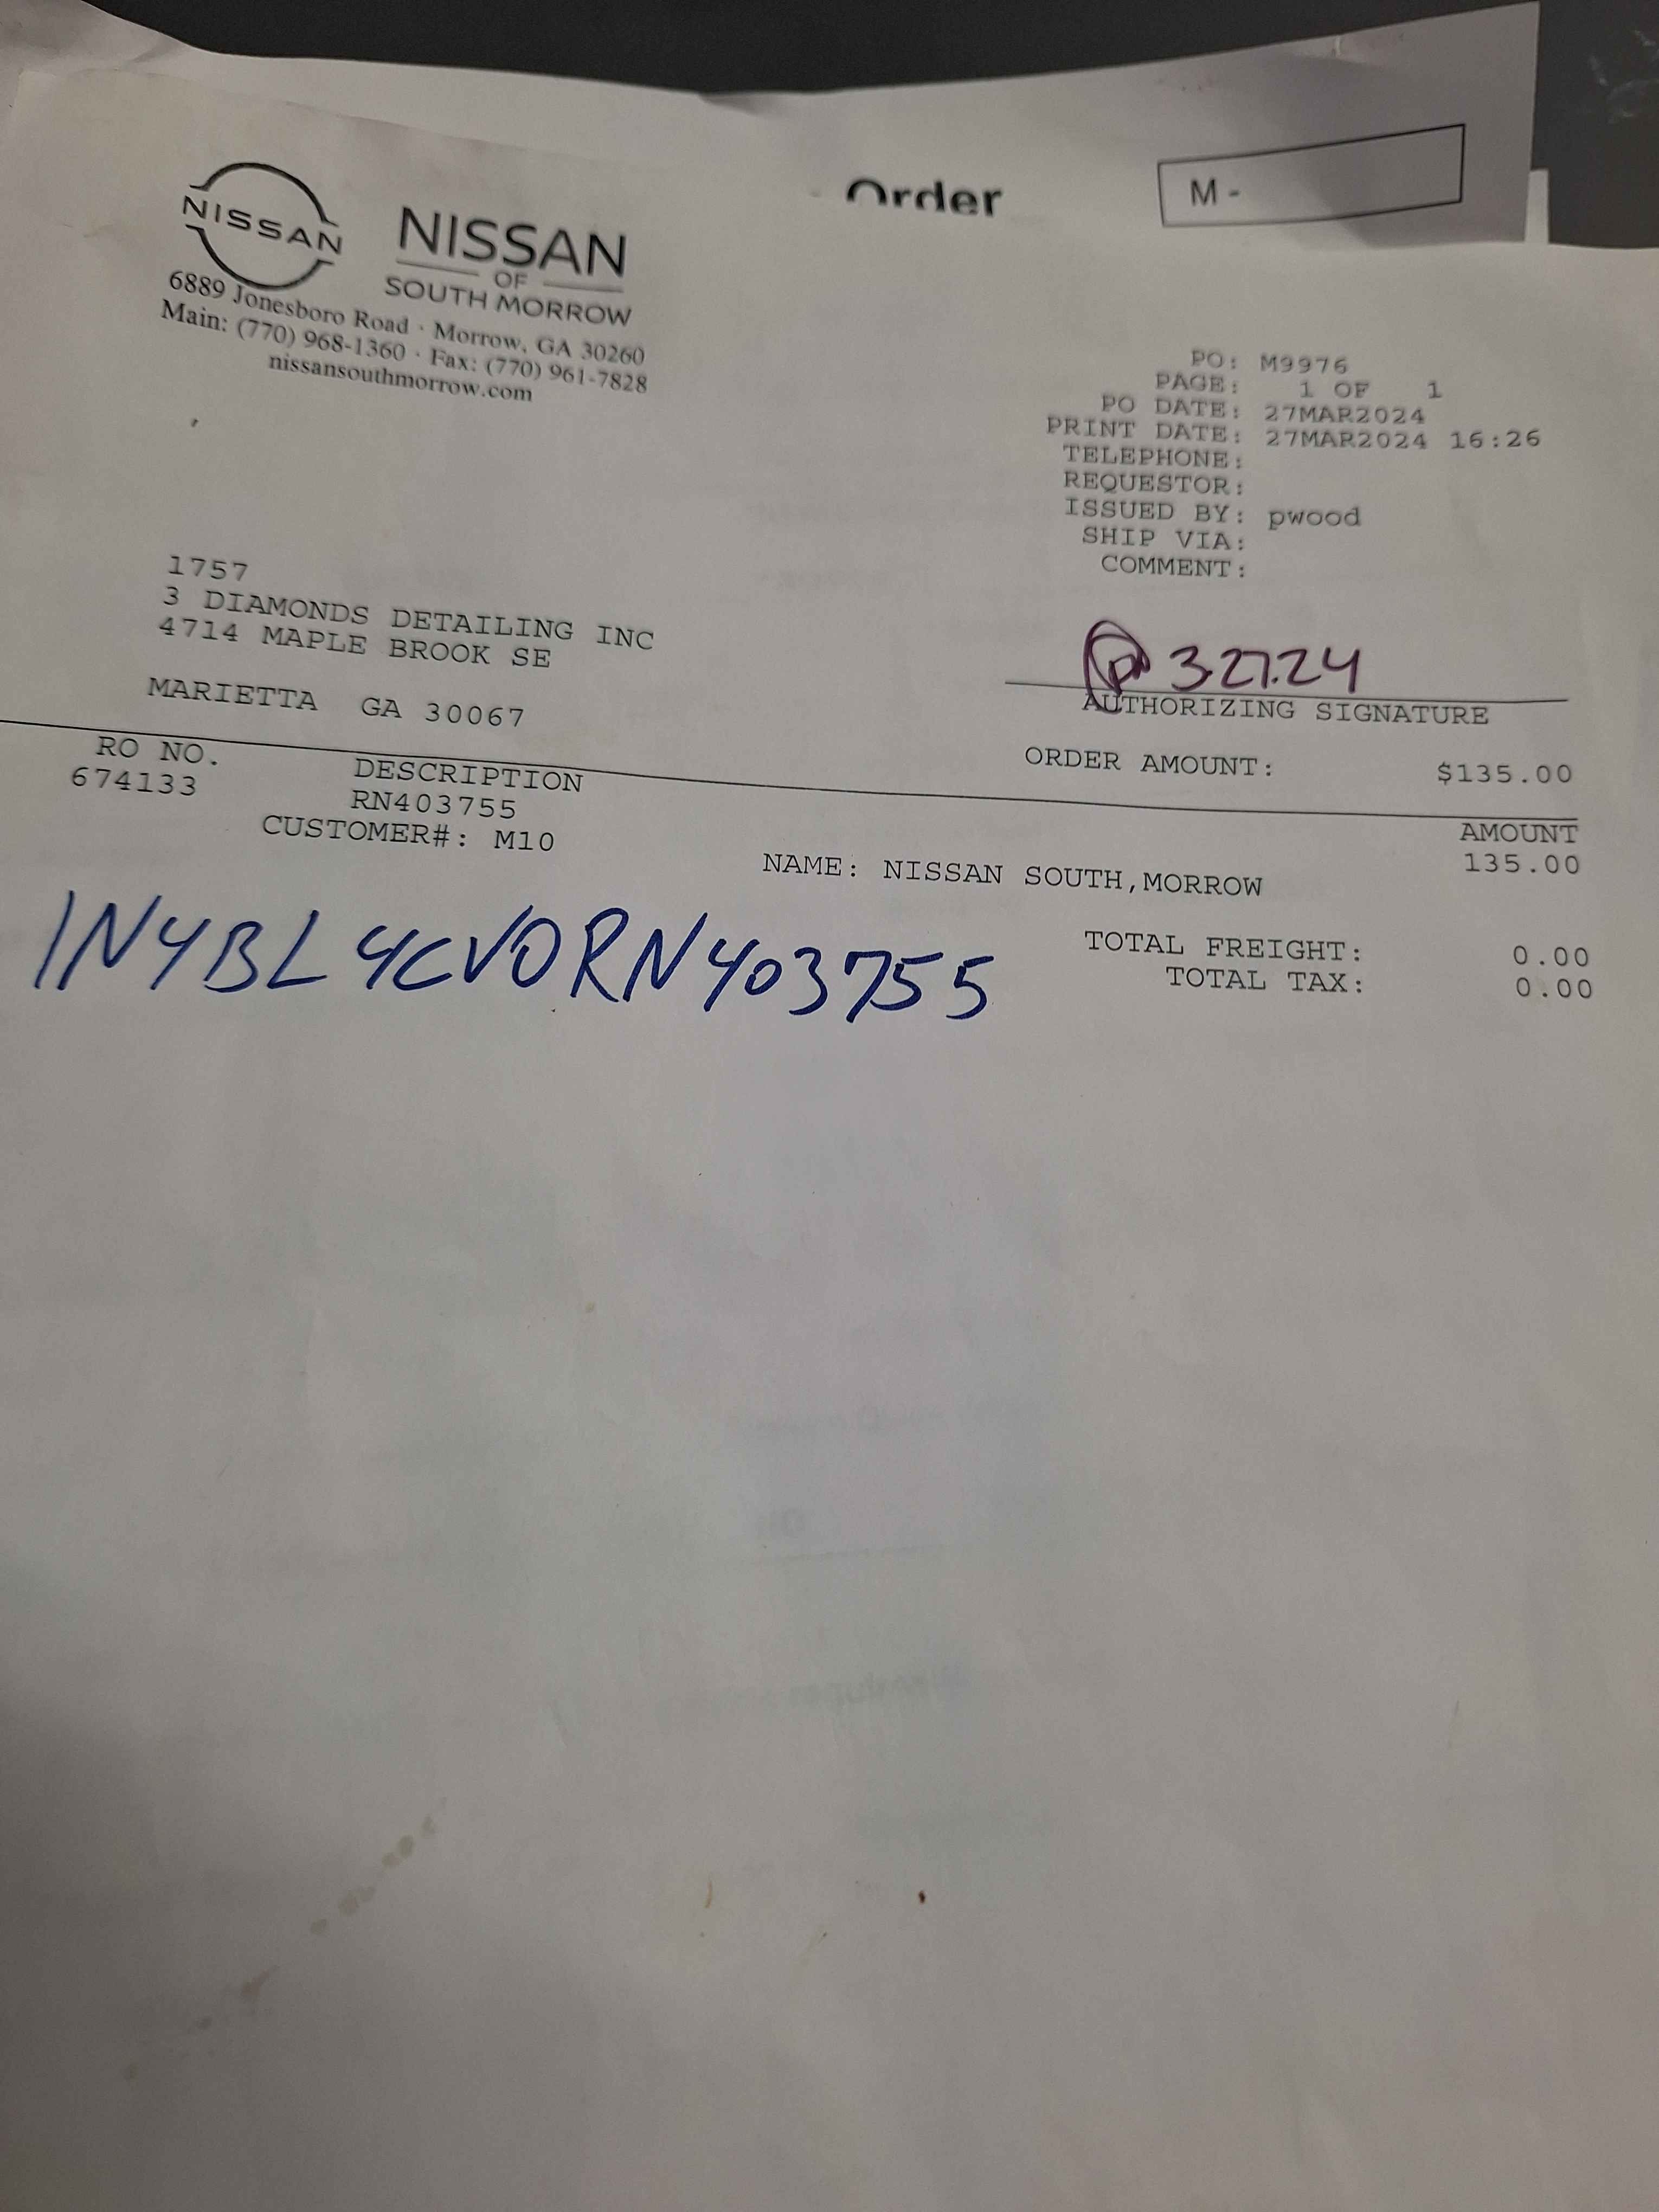 Order
M -
NISSAN
NISSAN
OF
SOUTH MORROW
6889 Jonesboro Road · Morrow, GA 30260
Main: (770) 968-1360 · Fax: (770) 961-7828
nissansouthmorrow.com
PO: M9976
PAGE: 1 OF 1
PO DATE: 27MAR2024
PRINT DATE: 27MAR2024 16:26
TELEPHONE:
REQUESTOR:
ISSUED BY: pwood
SHIP VIA:
COMMENT:
1757
3 DIAMONDS DETAILING INC
4714 MAPLE BROOK SE
MARIETTA GA 30067
3.27.24
AUTHORIZING SIGNATURE
ORDER AMOUNT: $135.00
RO NO. DESCRIPTION AMOUNT
674133 RN403755 135.00
CUSTOMER#: M10 NAME: NISSAN SOUTH,MORROW
1N4BL4CV0RN403755
TOTAL FREIGHT: 0.00
TOTAL TAX: 0.00